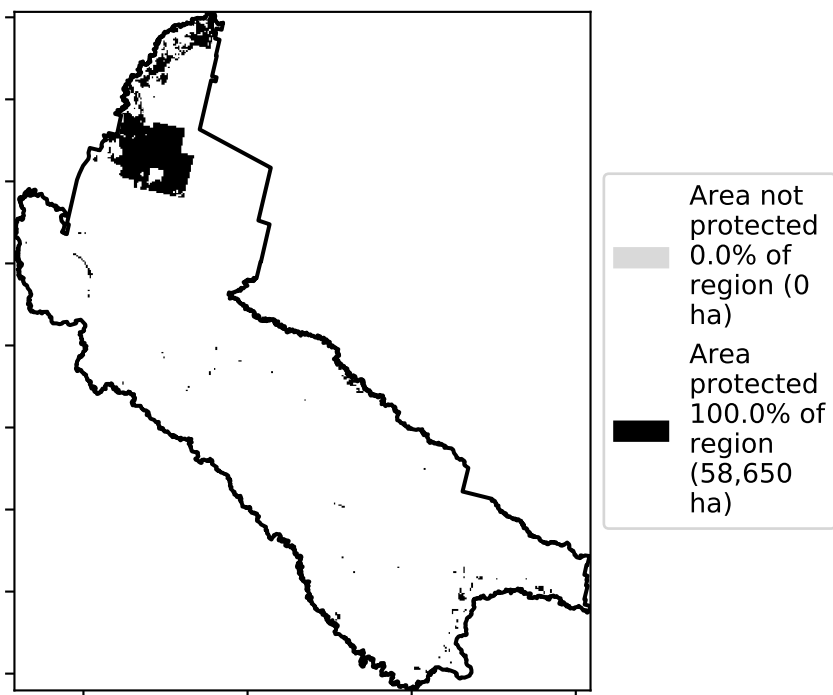 Area not
protected
0.0% of
region (0
ha)
Area
protected
100.0% of
region
(58,650
ha)